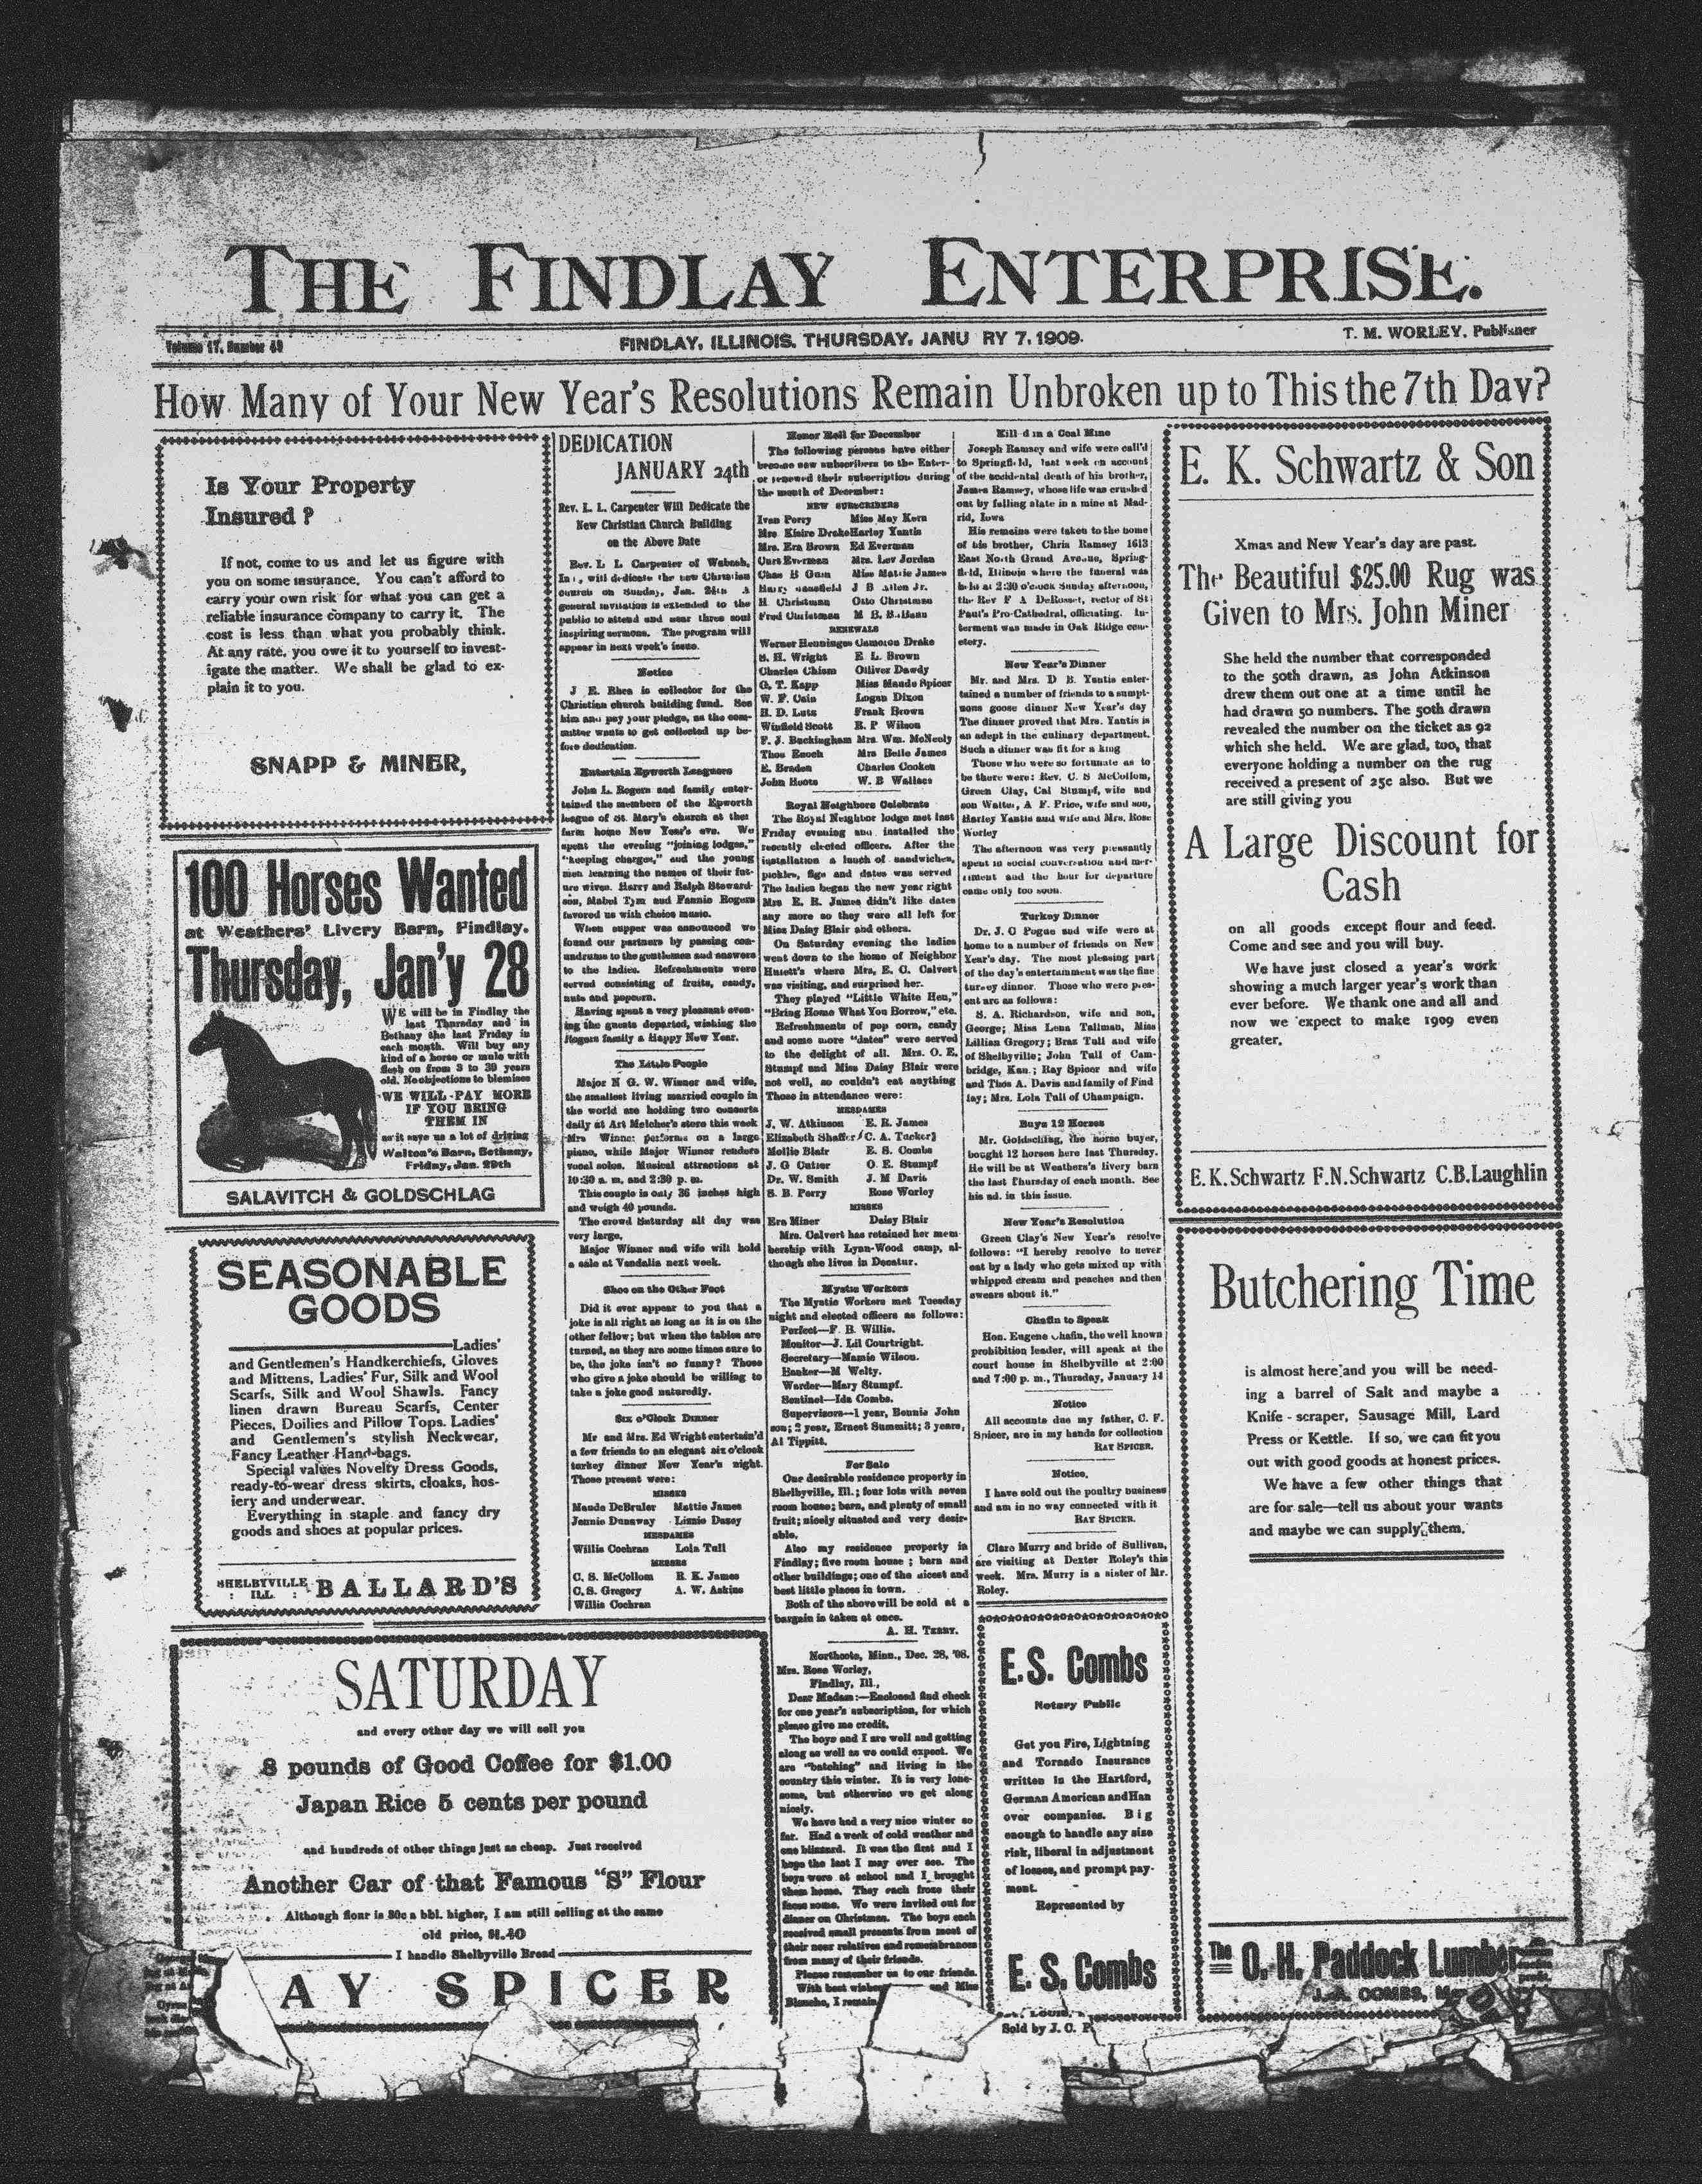 THE FINDLAY ENTERPRISE.
Volume 17, Number 49
FINDLAY, ILLINOIS, THURSDAY, JANU RY 7, 1909.
T. M. WORLEY, Publisher
How Many of Your New Year's Resolutions Remain Unbroken up to This the 7th Day?
Is Your Property
Insured ?
If not, come to us and let us figure with
you on some insurance. You can't afford to
carry your own risk for what you can get a
reliable insurance company to carry it. The
cost is less than what you probably think.
At any rate, you owe it to yourself to invest-
igate the matter. We shall be glad to ex-
plain it to you.
SNAPP & MINER,
100 Horses Wanted
at Weathers' Livery Barn, Findlay.
Thursday, Jan'y 28
WE will be in Findlay the
last Thursday and in
Bethany the last Friday in
each month. Will buy any
kind of a horse or mule with
flesh on from 3 to 30 years
old. No objections to blemises
WE WILL PAY MORE
IF YOU BRING
THEM IN
as it saves us a lot of driving
Walton's Barn, Bethany,
Friday, Jan. 29th
SALAVITCH & GOLDSCHLAG
SEASONABLE
GOODS
Ladies'
and Gentlemen's Handkerchiefs, Gloves
and Mittens, Ladies' Fur, Silk and Wool
Scarfs, Silk and Wool Shawls. Fancy
linen drawn Bureau Scarfs, Center
Pieces, Doilies and Pillow Tops. Ladies'
and Gentlemen's stylish Neckwear,
Fancy Leather Hand-bags.
Special values Novelty Dress Goods,
ready-to-wear dress skirts, cloaks, hos-
iery and underwear.
Everything in staple and fancy dry
goods and shoes at popular prices.
SHELBYVILLE
: ILL. :
BALLARD'S
SATURDAY
and every other day we will sell you
8 pounds of Good Coffee for $1.00
Japan Rice 5 cents per pound
and hundreds of other things just as cheap. Just received
Another Car of that Famous "S" Flour
Although flour is 80c a bbl. higher, I am still selling at the same
old price, $1.40
I handle Shelbyville Bread
AY SPICER
DEDICATION
JANUARY 24th
Rev. L. L. Carpenter Will Dedicate the
New Christian Church Building
on the Above Date
Rev. L. L. Carpenter of Wabash,
Ind., will dedicate the new Christian
church on Sunday, Jan. 24th A
general invitation is extended to the
public to attend and hear three soul
inspiring sermons. The program will
appear in next week's issue.
Notice
J E. Rhea is collector for the
Christian church building fund. See
him and pay your pledge, as the com-
mittee wants to get collected up be-
fore dedication.
Entertain Epworth Leaguers
John L. Rogers and family enter-
tained the members of the Epworth
league of St. Mary's church at ther
farm home New Year's eve. We
spent the evening "joining lodges,"
"keeping charges," and the young
men learning the names of their fut-
ure wives. Harry and Ralph Steward-
son, Mabel Tym and Fannie Rogers
favored us with choice music.
When supper was announced we
found our partners by passing con-
undrums to the gentlemen and answers
to the ladies. Refreshments were
served consisting of fruits, candy,
nuts and popcorn.
Having spent a very pleasant even-
ing the guests departed, wishing the
Rogers family a Happy New Year.
The Little People
Major N G. W. Winner and wife,
the smallest living married couple in
the world are holding two concerts
daily at Art Melcher's store this week
Mrs Winner performs on a large
piano, while Major Winner renders
vocal solos. Musical attractions at
10:30 a. m. and 2:30 p. m.
This couple is only 36 inches high
and weigh 40 pounds.
The crowd Saturday all day was
very large.
Major Winner and wife will hold
a sale at Vandalia next week.
Shoe on the Other Foot
Did it ever appear to you that a
joke is all right as long as it is on the
other fellow; but when the tables are
turned, as they are some times sure to
be, the joke isn't so funny? Those
who give a joke should be willing to
take a joke good naturedly.
Six o'Clock Dinner
Mr and Mrs. Ed Wright entertain'd
a few friends to an elegant six o'clock
turkey dinner New Year's night.
Those present were:
MISSES
Maude DeBruler Mattie James
Jennie Dunaway Lizzie Dazey
MESDAMES
Willis Cochran Lola Tull
MESSRS
C. S. McCollom R. K. James
C. S. Gregory A. W. Askins
Willis Cochran
Honor Roll for December
The following persons have either
become new subscribers to the Enter-
or renewed their subscription during
the month of December:
NEW SUBSCRIBERS
Ivan Perry Miss May Kern
Mrs Elsire Drake Harley Yantis
Mrs. Era Brown Ed Everman
Curt Everman Mrs. Lev Jordan
Chas B Guin Miss Mattie James
Harry Mansfield J B Allen Jr.
H Christman Otto Christman
Fred Christman
RENEWALS
Werner Henninges Cameron Drake
S. H. Wright E L. Brown
Charles Chism Olliver Dawdy
G. T. Kapp Miss Maude Spicer
W. F. Cain Logan Dixon
H. D. Lutz Frank Brown
Winfield Scott R. P Wilson
F. J. Buckingham Mrs. Wm. McNeely
Thos Enoch Mrs Belle James
E. Braden Charles Cooken
John Hoots W. B Wallace
Royal Neighbors Celebrate
The Royal Neighbor lodge met last
Friday evening and installed the
recently elected officers. After the
installation a lunch of sandwiches,
pickles, figs and dates was served
The ladies began the new year right
Mrs E. R. James didn't like dates
any more so they were all left for
Miss Daisy Blair and others.
On Saturday evening the ladies
went down to the home of Neighbor
Husett's where Mrs. E. C. Calvert
was visiting, and surprised her.
They played "Little White Hen,"
"Bring Home What You Borrow," etc.
Refreshments of pop corn, candy
and some more "dates" were served
to the delight of all. Mrs. O. E.
Stumpf and Miss Daisy Blair were
not well, so couldn't eat anything
Those in attendance were:
MESDAMES
J. W. Atkinson E. R. James
Elizabeth Shaffer C. A. Tucker
Mollie Blair E. S. Combs
J. G Cutler O. E. Stumpf
Dr. W. Smith J. M Davis
S. B. Perry Rose Worley
MISSES
Era Miner Daisy Blair
Mrs. Calvert has retained her mem-
bership with Lynn-Wood camp, al-
though she lives in Decatur.
Mystic Workers
The Mystic Workers met Tuesday
night and elected officers as follows:
Perfect—F. B. Willis.
Monitor—J. Lil Courtright.
Secretary—Mamie Wilson.
Banker—M Welty.
Warder—Mary Stumpf.
Sentinel—Ida Combs.
Supervisors—1 year, Bennie John
son; 2 year, Ernest Summitt; 3 years,
Al Tippitt.
For Sale
One desirable residence property in
Shelbyville, Ill.; four lots with seven
room house; barn, and plenty of small
fruit; nicely situated and very desir-
able.
Also my residence property in
Findlay; five room house ; barn and
other buildings; one of the nicest and
best little places in town.
Both of the above will be sold at a
bargain is taken at once.
A. H. TERRY.
Northcote, Minn., Dec. 28, '08.
Mrs. Rose Worley,
Findlay, Ill.,
Dear Madam:—Enclosed find check
for one year's subscription, for which
please give me credit.
The boys and I are well and getting
along as well as we could expect. We
are "batching" and living in the
country this winter. It is very lone-
some, but otherwise we get along
nicely.
We have had a very nice winter so
far. Had a week of cold weather and
one blizzard. It was the first and I
hope the last I may ever see. The
boys were at school and I brought
them home. They each froze their
faces some. We were invited out for
dinner on Christmas. The boys each
received small presents from most of
their near relatives and remembrances
from many of their friends.
Please remember us to our friends.
With best wishes and Miss
Blanche, I remain
Kill d in a Coal Mine
Joseph Ramsey and wife were call'd
to Springfield, last week on account
of the accidental death of his brother,
James Ramsey, whose life was crushed
out by falling slate in a mine at Mad-
rid, Iowa
His remains were taken to the home
of his brother, Chris Ramsey 1613
East North Grand Avenue, Spring-
field, Illinois where the funeral was
held at 2:30 o'clock Sunday afternoon,
the Rev F A DeRosset, rector of St
Paul's Pro-Cathedral, officiating. In-
terment was made in Oak Ridge cem-
etery.
New Year's Dinner
Mr. and Mrs. D B. Yantis enter-
tained a number of friends to a sumpt-
uous goose dinner New Year's day
The dinner proved that Mrs. Yantis is
an adept in the culinary department.
Such a dinner was fit for a king
Those who were so fortunate as to
be there were: Rev. C. S McCollom,
Green Clay, Cal Stumpf, wife and
son Walter, A F. Price, wife and son,
Harley Yantis and wife and Mrs. Rose
Worley
The afternoon was very pleasantly
spent in social conversation and mer-
riment and the hour for departure
came only too soon.
Turkey Dinner
Dr. J. C Pogue and wife were at
home to a number of friends on New
Year's day. The most pleasing part
of the day's entertainment was the fine
turkey dinner. Those who were pres-
ent are as follows:
S. A. Richardson, wife and son,
George; Miss Lena Tallman, Miss
Lillian Gregory; Braz Tull and wife
of Shelbyville; John Tull of Cam-
bridge, Kan.; Ray Spicer and wife
and Thos A. Davis and family of Find
lay; Mrs. Lola Tull of Champaign.
Buys 12 Horses
Mr. Goldschlag, the horse buyer,
bought 12 horses here last Thursday.
He will be at Weathers's livery barn
the last Thursday of each month. See
his ad. in this issue.
New Year's Resolution
Green Clay's New Year's resolve
follows: "I hereby resolve to never
eat by a lady who gets mixed up with
whipped cream and peaches and then
swears about it."
Chafin to Speak
Hon. Eugene Chafin, the well known
prohibition leader, will speak at the
court house in Shelbyville at 2:00
and 7:00 p. m., Thursday, January 14
Notice
All accounts due my father, C. F.
Spicer, are in my hands for collection
RAY SPICER.
Notice.
I have sold out the poultry business
and am in no way connected with it
RAY SPICER.
Claro Murry and bride of Sullivan,
are visiting at Dexter Roley's this
week. Mrs. Murry is a sister of Mr.
Roley.
E.S. Combs
Notary Public
Get you Fire, Lightning
and Tornado Insurance
written in the Hartford,
German American and Han
over companies. Big
enough to handle any size
risk, liberal in adjustment
of losses, and prompt pay-
ment.
Represented by
E. S. Combs
Sold by J. C. P
E. K. Schwartz & Son
Xmas and New Year's day are past.
The Beautiful $25.00 Rug was
Given to Mrs. John Miner
She held the number that corresponded
to the 50th drawn, as John Atkinson
drew them out one at a time until he
had drawn 50 numbers. The 50th drawn
revealed the number on the ticket as 92
which she held. We are glad, too, that
everyone holding a number on the rug
received a present of 25c also. But we
are still giving you
A Large Discount for
Cash
on all goods except flour and feed.
Come and see and you will buy.
We have just closed a year's work
showing a much larger year's work than
ever before. We thank one and all and
now we expect to make 1909 even
greater.
E. K. Schwartz F. N. Schwartz C. B. Laughlin
Butchering Time
is almost here and you will be need-
ing a barrel of Salt and maybe a
Knife - scraper, Sausage Mill, Lard
Press or Kettle. If so, we can fit you
out with good goods at honest prices.
We have a few other things that
are for sale—tell us about your wants
and maybe we can supply them.
The O. H. Paddock Lumber
J. A. COMBS,